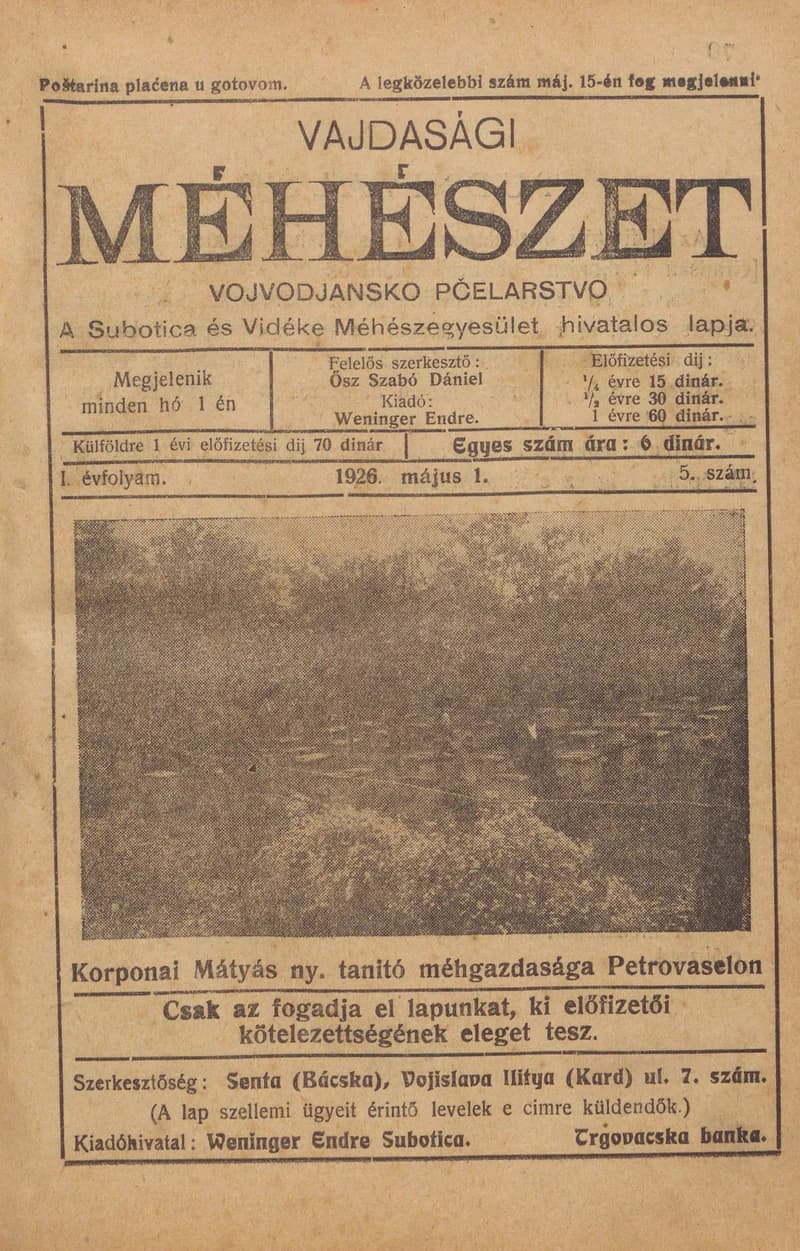 Poštarina plaćena u gotovom. A legközelebbi szám máj. 15-én fog megjelenni
VAJDASÁGI
MÉHÉSZET
VOJVODJANSKO PČELARSTVO
A Subotica és Vidéke Méhészegyesület hivatalos lapja.
Megjelenik
minden hó 1 én
Felelős szerkesztő:
Ősz Szabó Dániel
Kiadó:
Weninger Endre.
Előfizetési dij:
1/4 évre 15 dinár.
1/2 évre 30 dinár.
1 évre 60 dinár.
Külföldre 1 évi előfizetési dij 70 dinár | Egyes szám ára: 6 dinár.
I. évfolyam. 1926. május 1. 5. szám.
Korponai Mátyás ny. tanitó méhgazdasága Petrovaselon
Csak az fogadja el lapunkat, ki előfizetői
kötelezettségének eleget tesz.
Szerkesztőség: Senta (Bácska), Vojislava Ilitya (Kard) ul. 7. szám.
(A lap szellemi ügyeit érintő levelek e cimre küldendők.)
Kiadóhivatal: Weninger Endre Subotica. Trgovacska banka.